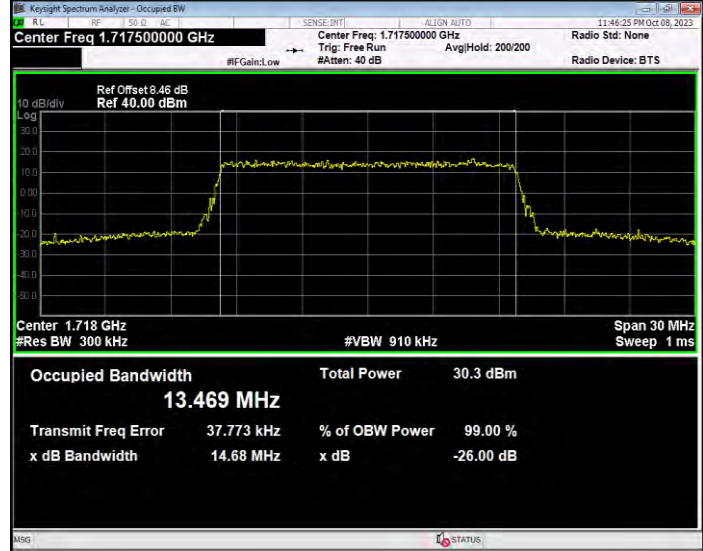 Keysight Spectrum Analyzer - Occupied BW
RL RF 50 Ω AC SENSE:INT ALIGN AUTO 11:46:25 PM Oct 08, 2023
Center Freq 1.717500000 GHz
Center Freq: 1.717500000 GHz Radio Std: None
Trig: Free Run Avg|Hold: 200/200
#IFGain:Low #Atten: 40 dB Radio Device: BTS
Ref Offset 8.46 dB
10 dB/div Ref 40.00 dBm
Log
30.0
20.0
10.0
0.00
-10.0
-20.0
-30.0
-40.0
-50.0
Center 1.718 GHz Span 30 MHz
#Res BW 300 kHz #VBW 910 kHz Sweep 1 ms
Occupied Bandwidth Total Power 30.3 dBm
13.469 MHz
Transmit Freq Error 37.773 kHz % of OBW Power 99.00 %
x dB Bandwidth 14.68 MHz x dB -26.00 dB
MSG STATUS